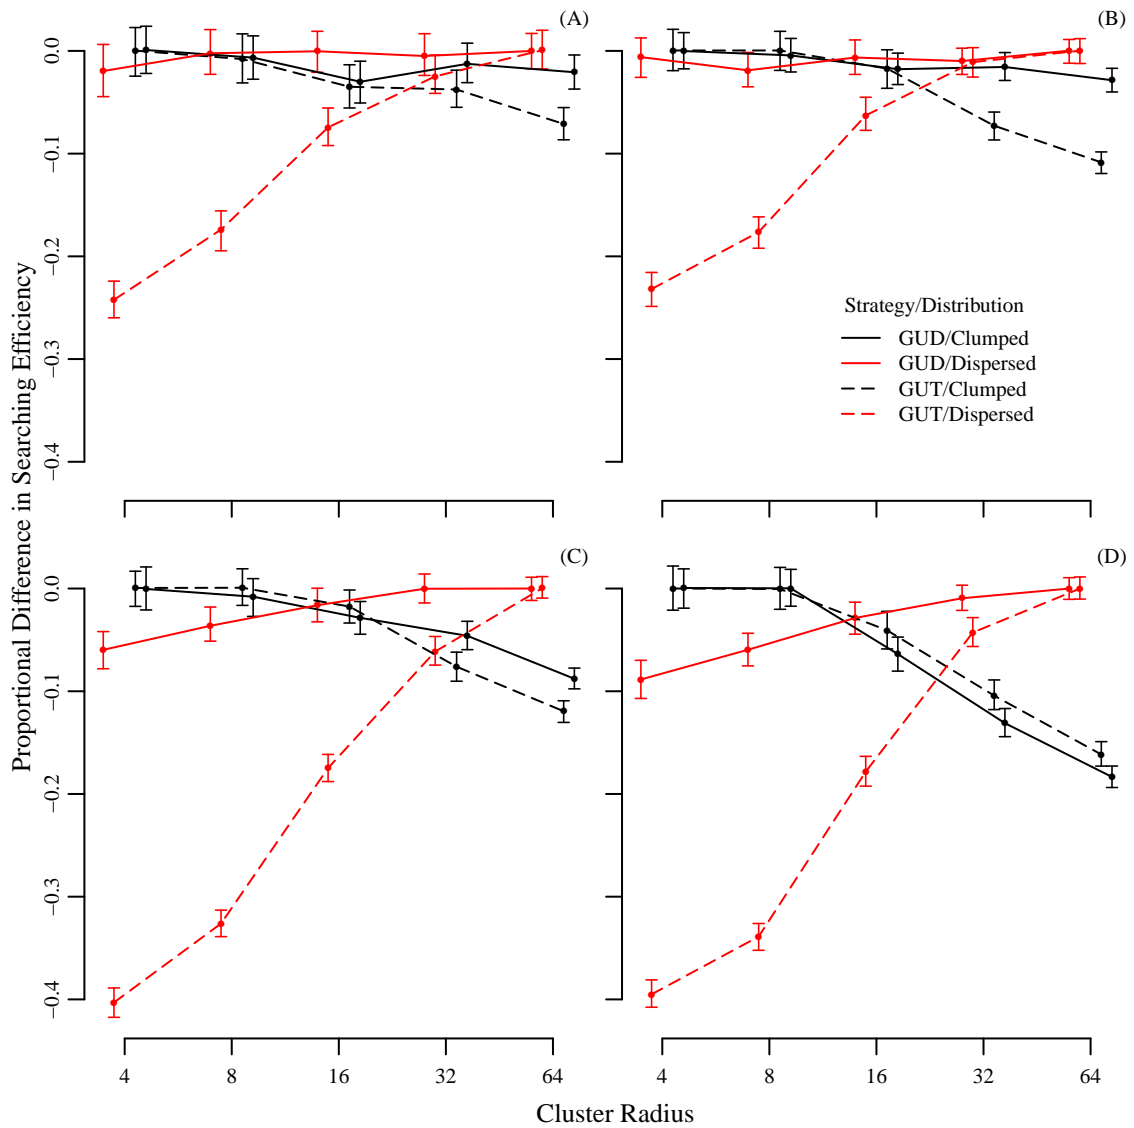 (A)
(B)
0.0
−0.1
−0.2
−0.3
−0.4
Strategy/Distribution
GUD/Clumped
GUD/Dispersed
GUT/Clumped
GUT/Dispersed
Proportional Difference in Searching Efficiency
(C)
(D)
0.0
−0.1
−0.2
−0.3
−0.4
4 8 16 32 64
4 8 16 32 64
Cluster Radius